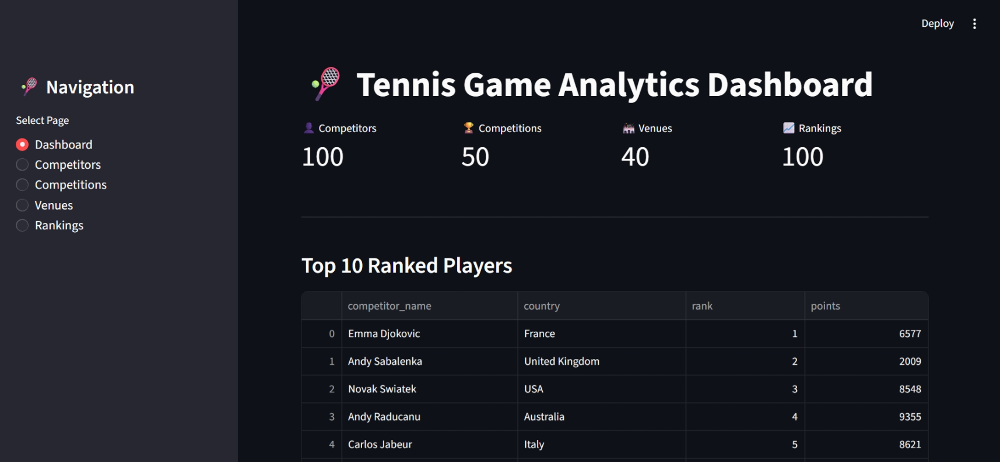 Deploy
Navigation
Select Page
Dashboard
Competitors
Competitions
Venues
Rankings
Tennis Game Analytics Dashboard
Competitors Competitions Venues Rankings
100 50 40 100
Top 10 Ranked Players
competitor_name country rank points
0 Emma Djokovic France 1 6577
1 Andy Sabalenka United Kingdom 2 2009
2 Novak Swiatek USA 3 8548
3 Andy Raducanu Australia 4 9355
4 Carlos Jabeur Italy 5 8621